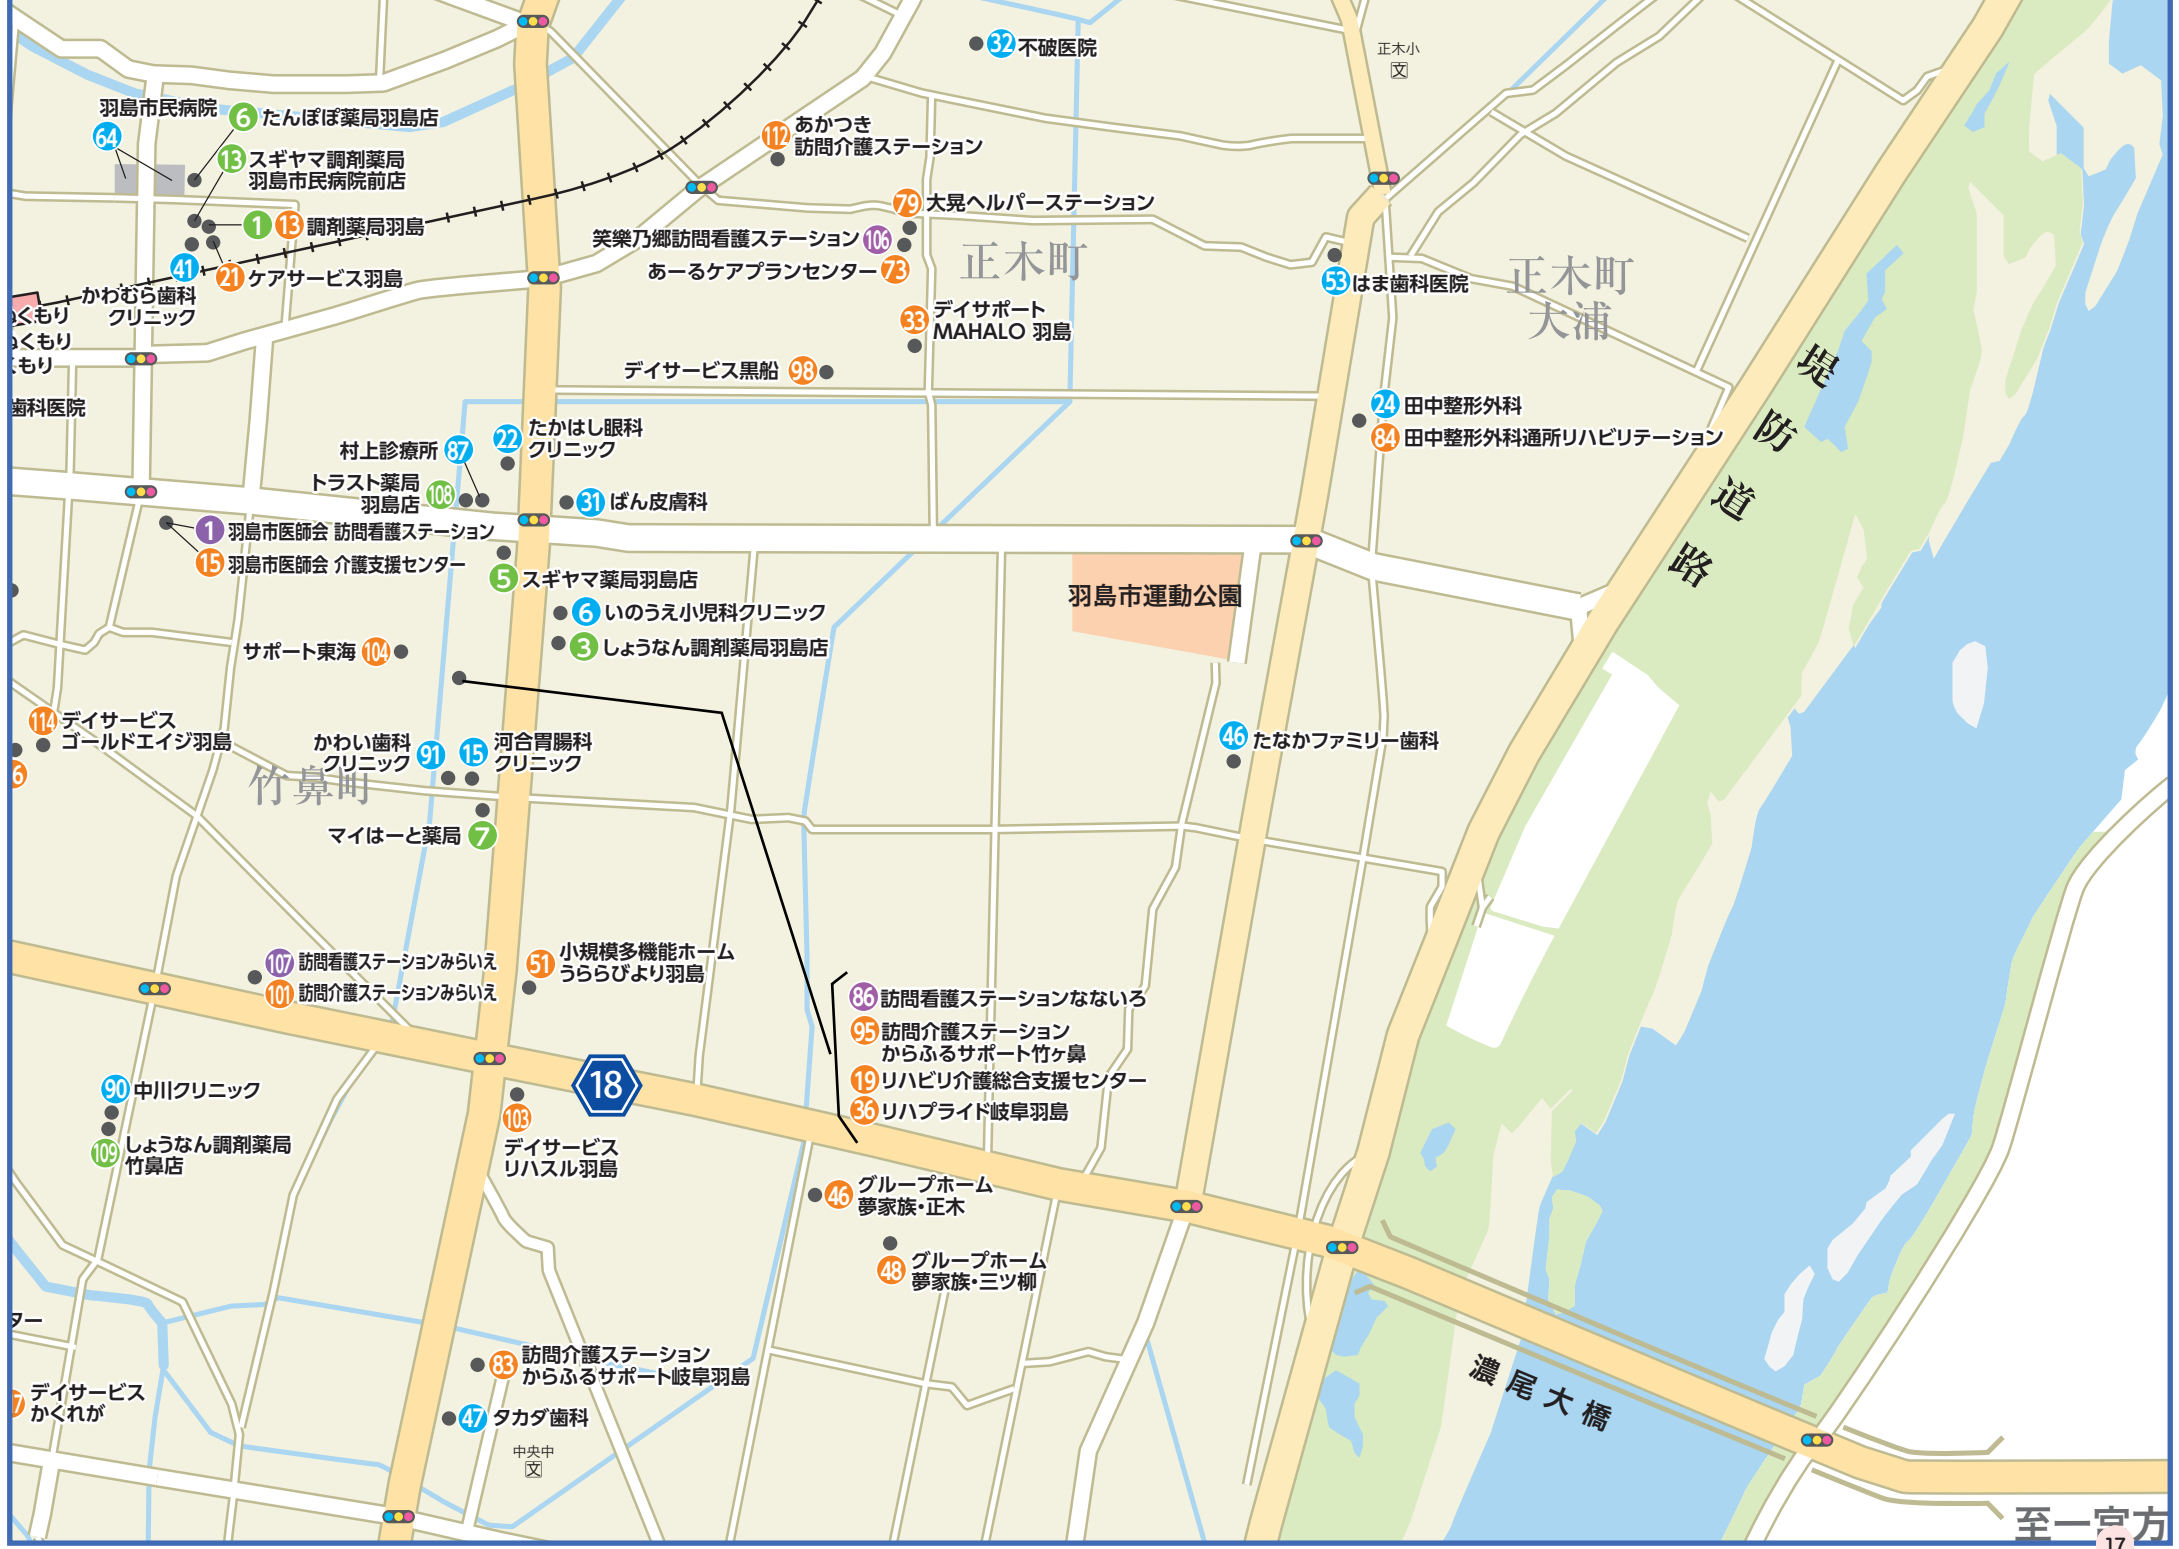 32 不破医院
正木小
文
羽島市民病院
64
6 たんぽぽ薬局羽島店
13 スギヤマ調剤薬局
羽島市民病院前店
1 13 調剤薬局羽島
41
かわむら歯科
クリニック
21 ケアサービス羽島
くもり
くもり
くもり
歯科医院
112 あかつき
訪問介護ステーション
79 大晃ヘルパーステーション
笑樂乃郷訪問看護ステーション 106
あーるケアプランセンター 73
正木町
33 デイサポート
MAHALO 羽島
デイサービス黒船 98
53 はま歯科医院
正木町
大浦
24 田中整形外科
84 田中整形外科通所リハビリテーション
堤防道路
村上診療所 87
22 たかはし眼科
クリニック
トラスト薬局
羽島店 108
31 ばん皮膚科
1 羽島市医師会 訪問看護ステーション
15 羽島市医師会 介護支援センター
5 スギヤマ薬局羽島店
6 いのうえ小児科クリニック
3 しょうなん調剤薬局羽島店
羽島市運動公園
サポート東海 104
114 デイサービス
ゴールドエイジ羽島
6
かわい歯科
クリニック 91
15 河合胃腸科
クリニック
竹鼻町
マイはーと薬局 7
46 たなかファミリー歯科
107 訪問看護ステーションみらいえ
101 訪問介護ステーションみらいえ
51 小規模多機能ホーム
うららびより羽島
86 訪問看護ステーションなないろ
95 訪問介護ステーション
からふるサポート竹ヶ鼻
19 リハビリ介護総合支援センター
36 リハプライド岐阜羽島
18
90 中川クリニック
109 しょうなん調剤薬局
竹鼻店
103
デイサービス
リハスル羽島
46 グループホーム
夢家族・正木
48 グループホーム
夢家族・三ツ柳
ター
7 デイサービス
かくれが
83 訪問介護ステーション
からふるサポート岐阜羽島
47 タカダ歯科
中央中
文
濃尾大橋
至一宮方
17